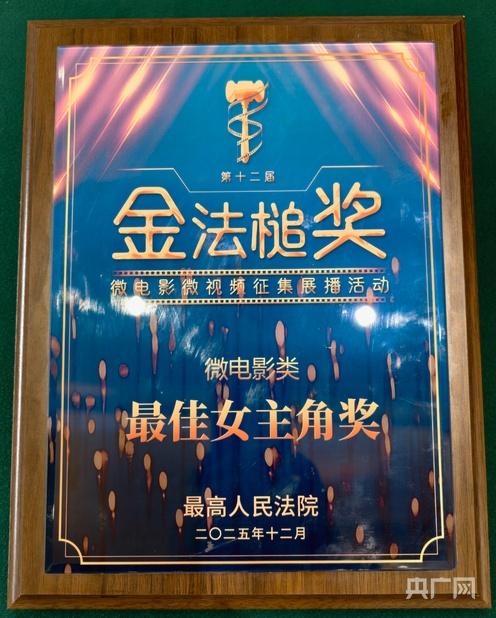 第十二届
金法槌奖
微电影微视频征集展播活动
微电影类
最佳女主角奖
最高人民法院
二〇二五年十二月
央广网